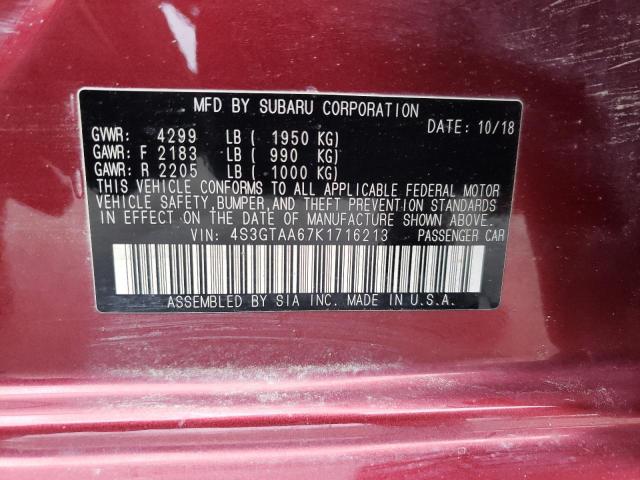 MFD BY SUBARU CORPORATION
DATE: 10/18
GVWR: 4299 LB ( 1950 KG)
GAWR: F 2183 LB ( 990 KG)
GAWR: R 2205 LB ( 1000 KG)
THIS VEHICLE CONFORMS TO ALL APPLICABLE FEDERAL MOTOR
VEHICLE SAFETY,BUMPER,AND THEFT PREVENTION STANDARDS
IN EFFECT ON THE DATE OF MANUFACTURE SHOWN ABOVE.
VIN: 4S3GTAA67K1716213 PASSENGER CAR
ASSEMBLED BY SIA INC. MADE IN U.S.A.